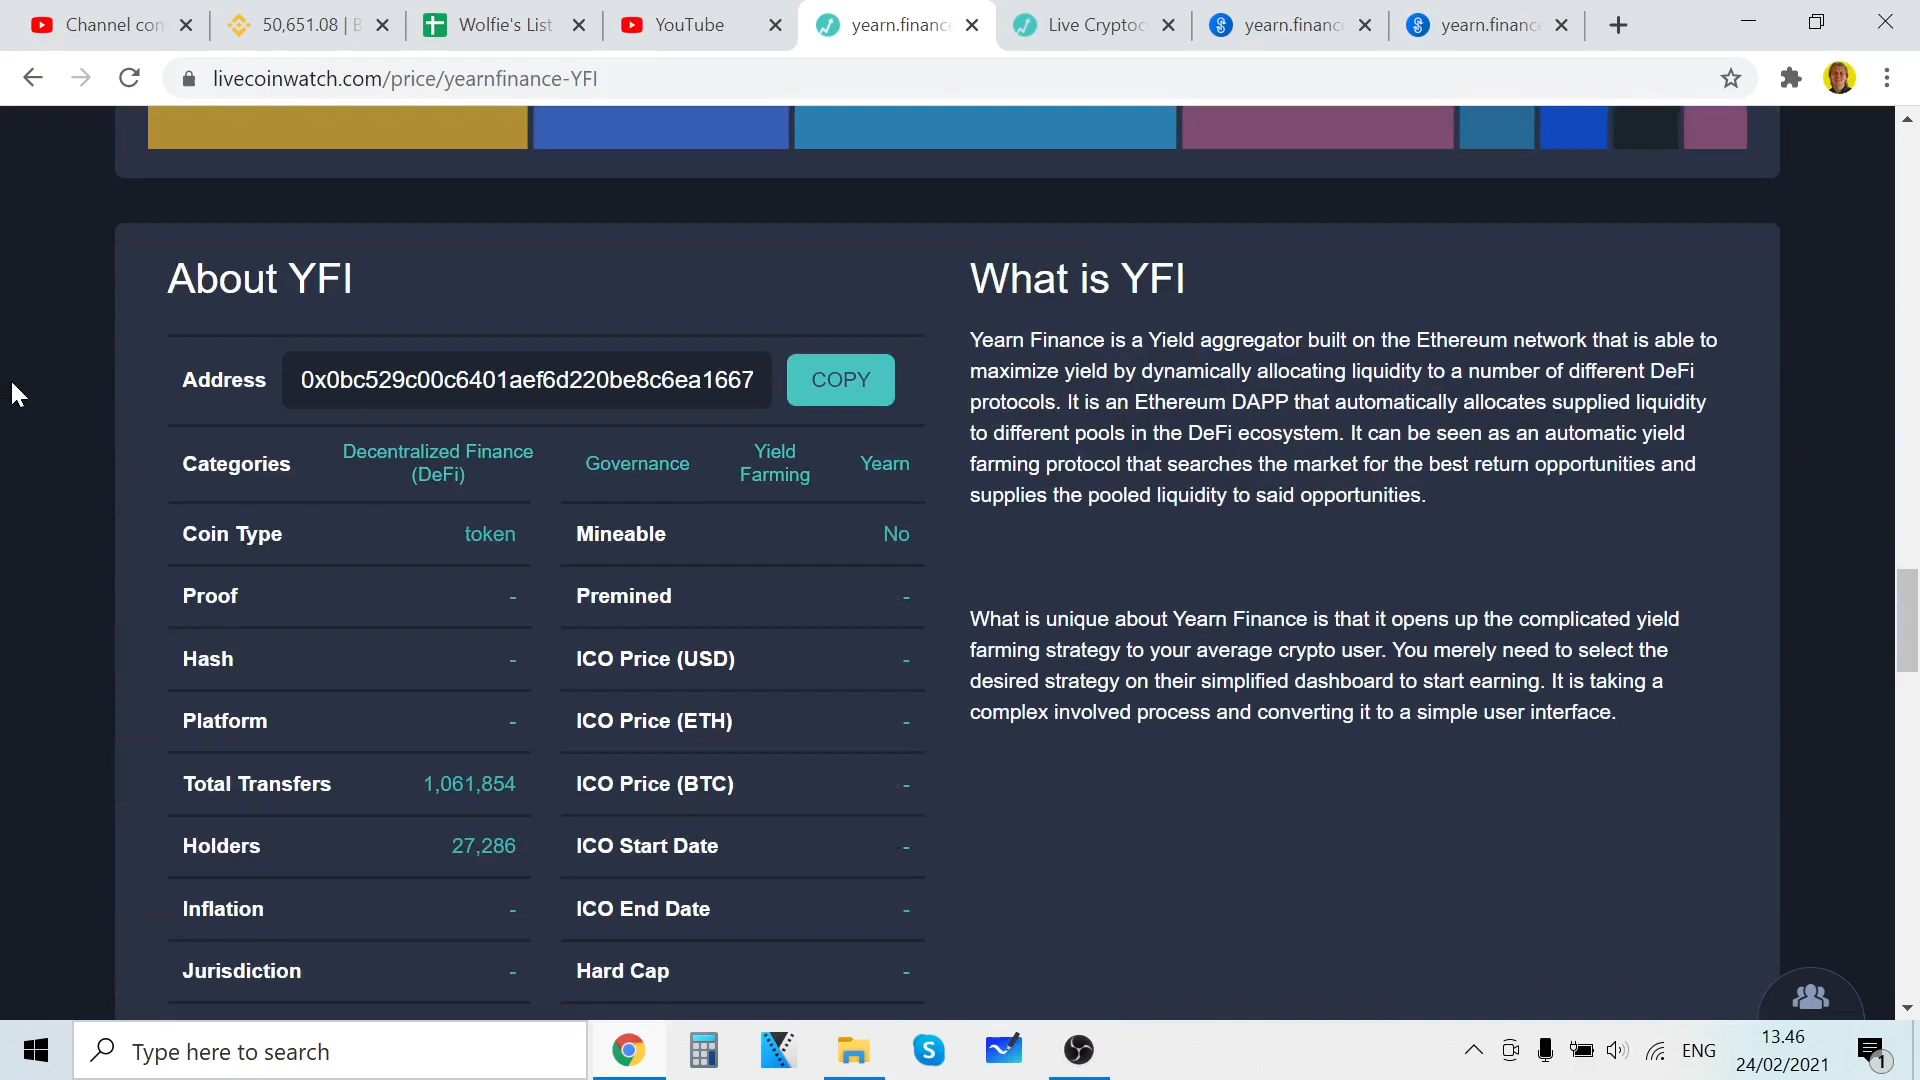 Channel con
50,651.08 | B
Wolfie's List
YouTube
yearn.finance
Live Cryptoc
yearn.finance
yearn.finance
livecoinwatch.com/price/yearnfinance-YFI
About YFI
Address 0x0bc529c00c6401aef6d220be8c6ea1667 COPY
Categories Decentralized Finance (DeFi) Governance Yield Farming Yearn
Coin Type token Mineable No
Proof - Premined -
Hash - ICO Price (USD) -
Platform - ICO Price (ETH) -
Total Transfers 1,061,854 ICO Price (BTC) -
Holders 27,286 ICO Start Date -
Inflation - ICO End Date -
Jurisdiction - Hard Cap -
What is YFI
Yearn Finance is a Yield aggregator built on the Ethereum network that is able to
maximize yield by dynamically allocating liquidity to a number of different DeFi
protocols. It is an Ethereum DAPP that automatically allocates supplied liquidity
to different pools in the DeFi ecosystem. It can be seen as an automatic yield
farming protocol that searches the market for the best return opportunities and
supplies the pooled liquidity to said opportunities.
What is unique about Yearn Finance is that it opens up the complicated yield
farming strategy to your average crypto user. You merely need to select the
desired strategy on their simplified dashboard to start earning. It is taking a
complex involved process and converting it to a simple user interface.
Type here to search
ENG
13.46
24/02/2021
1